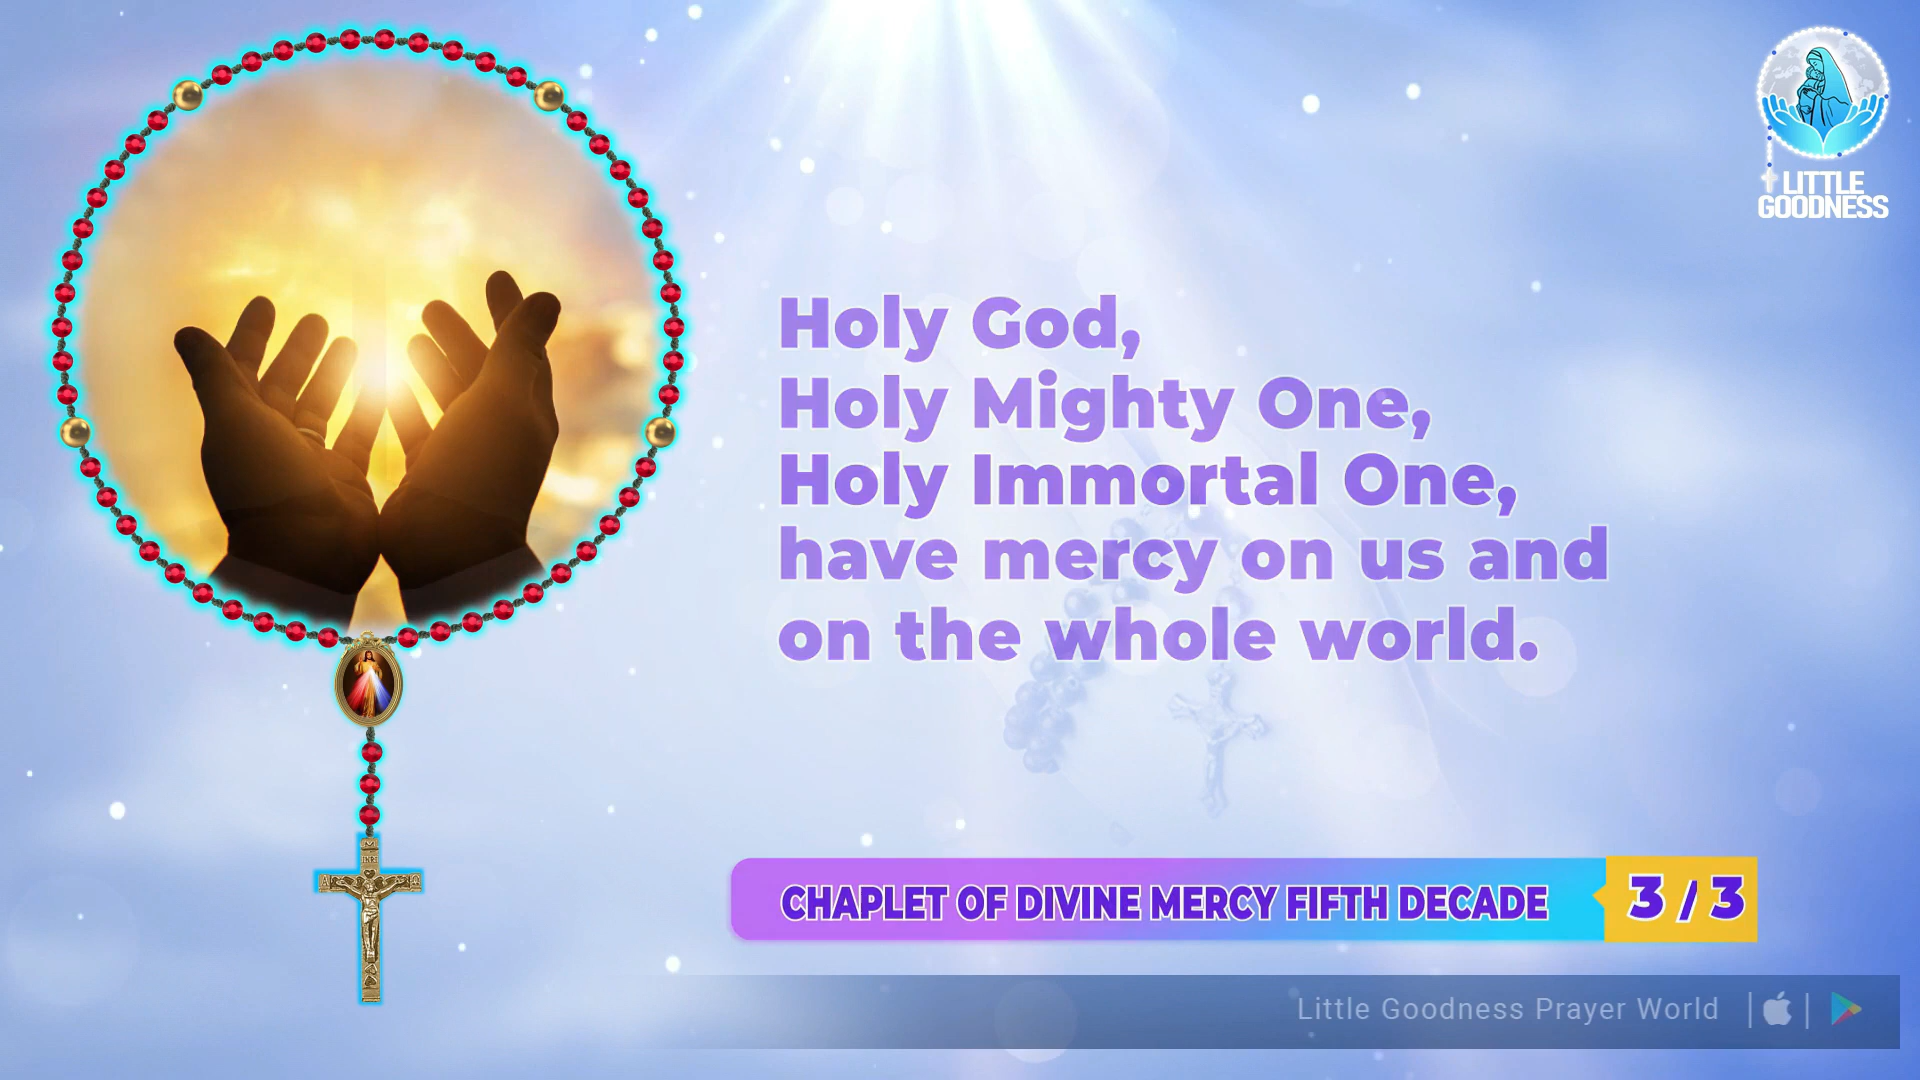 LITTLE
GOODNESS
Holy God,
Holy Mighty One,
Holy Immortal One,
have mercy on us and
on the whole world.
INRI
CHAPLET OF DIVINE MERCY FIFTH DECADE
3 / 3
Little Goodness Prayer World